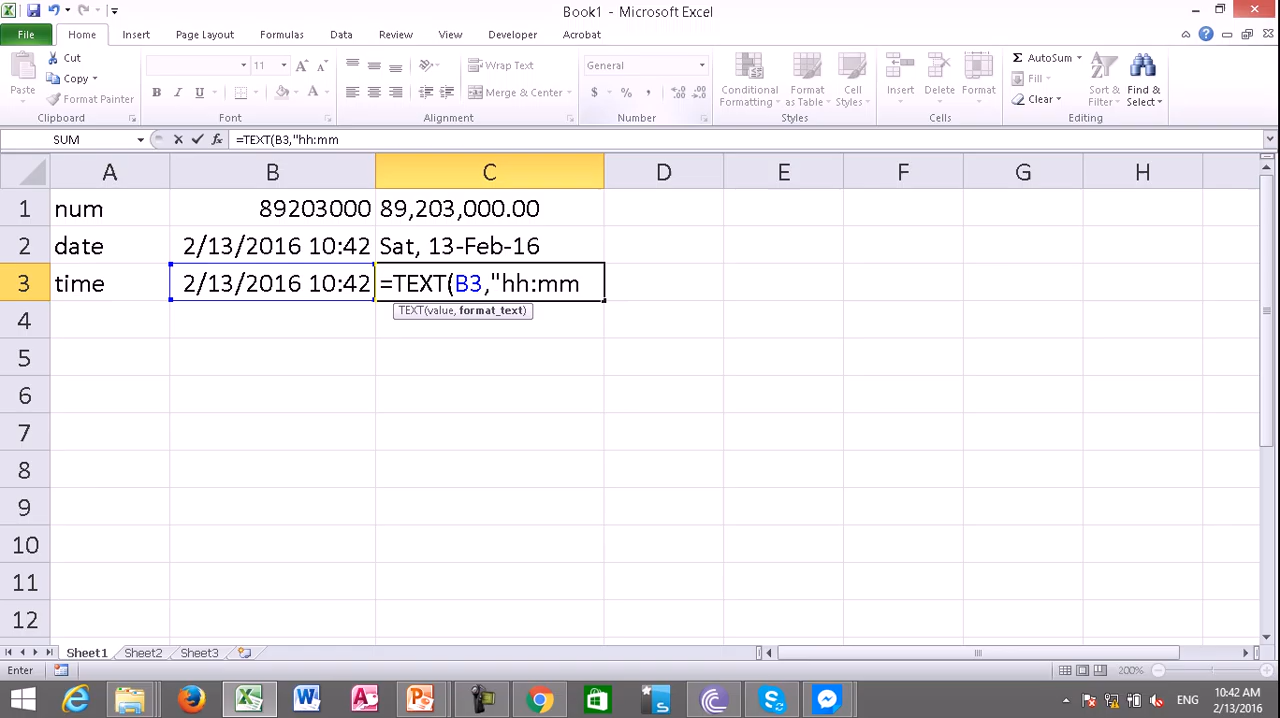 Book1 - Microsoft Excel
File Home Insert Page Layout Formulas Data Review View Developer Acrobat
Paste
Cut
Copy
Format Painter
Clipboard
11
B I U
Font
Wrap Text
Merge & Center
Alignment
General
$ % ,
Number
Conditional Formatting
Format as Table
Cell Styles
Styles
Insert
Delete
Format
Cells
Σ AutoSum
Fill
Clear
Sort & Filter
Find & Select
Editing
SUM fx =TEXT(B3,"hh:mm
A B C D E F G H
1 num 89203000 89,203,000.00
2 date 2/13/2016 10:42 Sat, 13-Feb-16
3 time 2/13/2016 10:42 =TEXT(B3,"hh:mm
TEXT(value, format_text)
4
5
6
7
8
9
10
11
12
Sheet1 Sheet2 Sheet3
Enter 200%
ENG 10:42 AM
2/13/2016